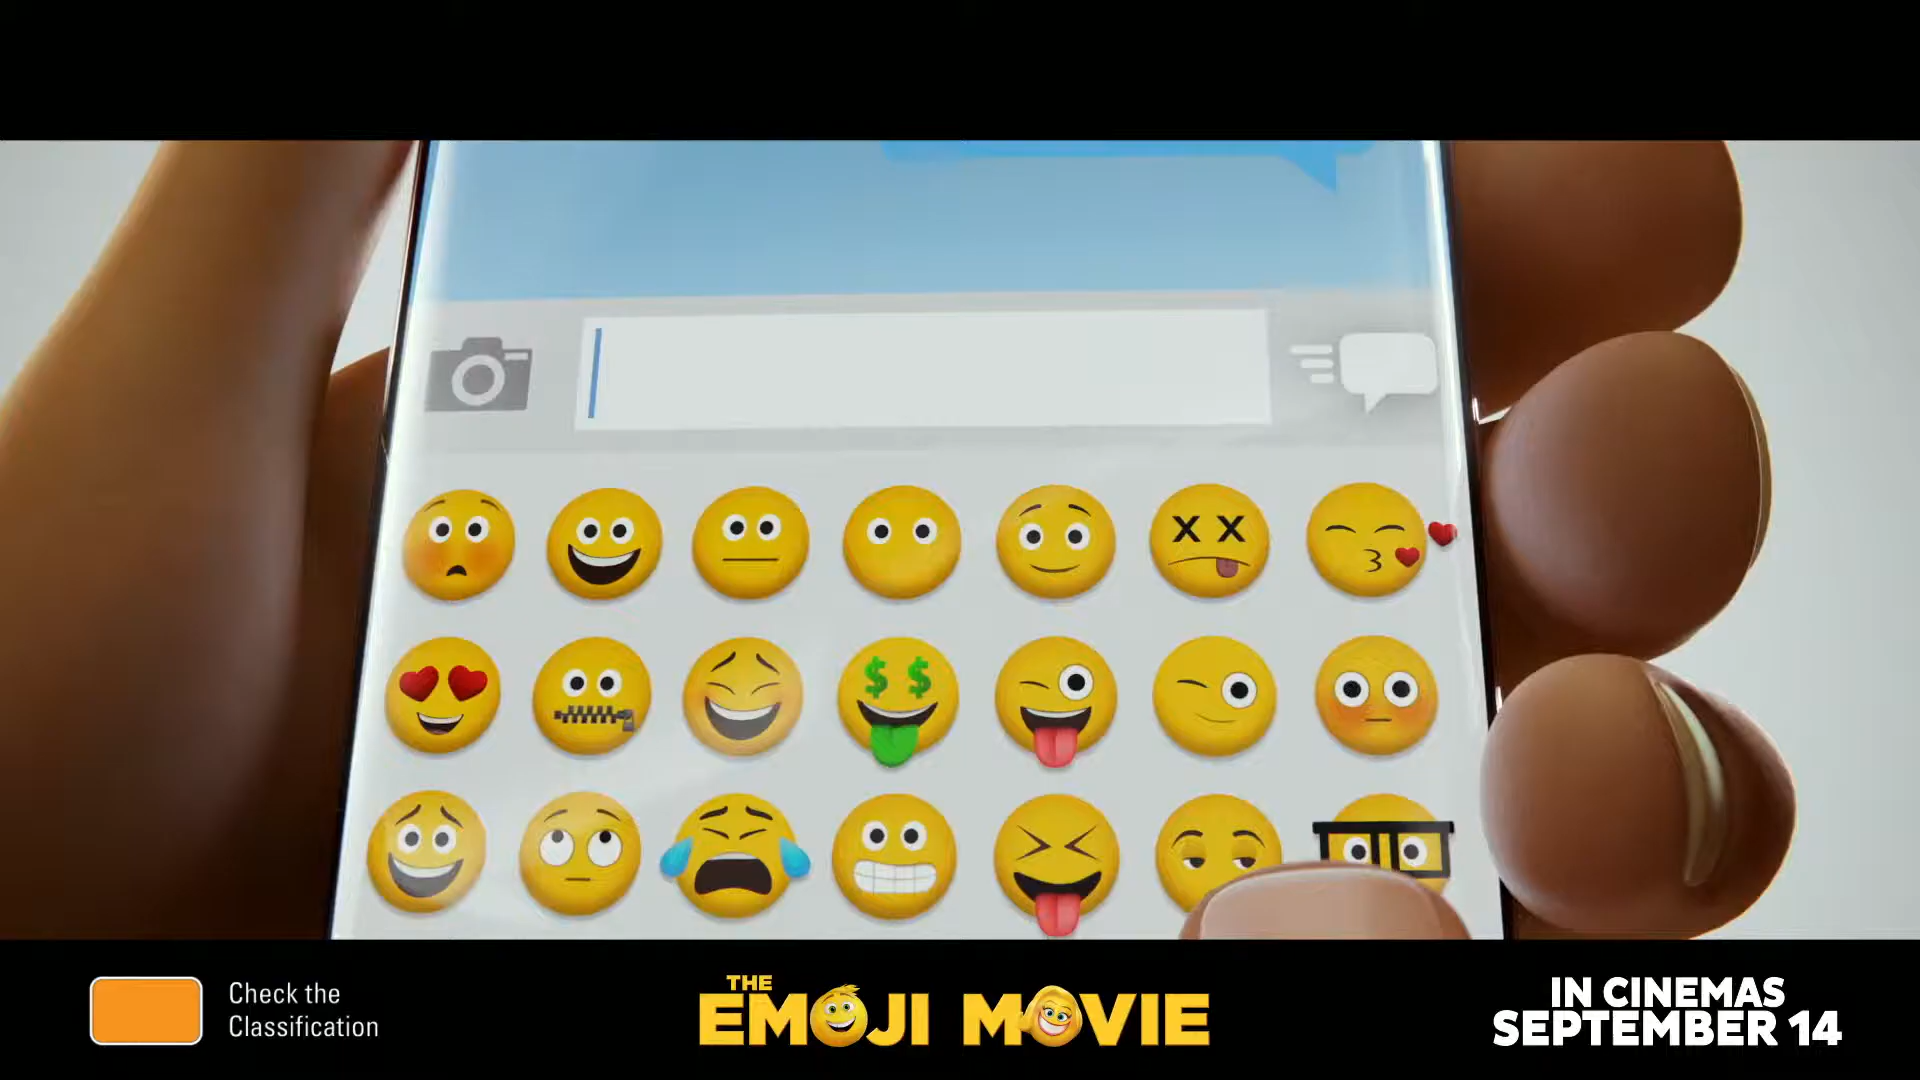 Check the
Classification
THE
EMOJI MOVIE
IN CINEMAS
SEPTEMBER 14